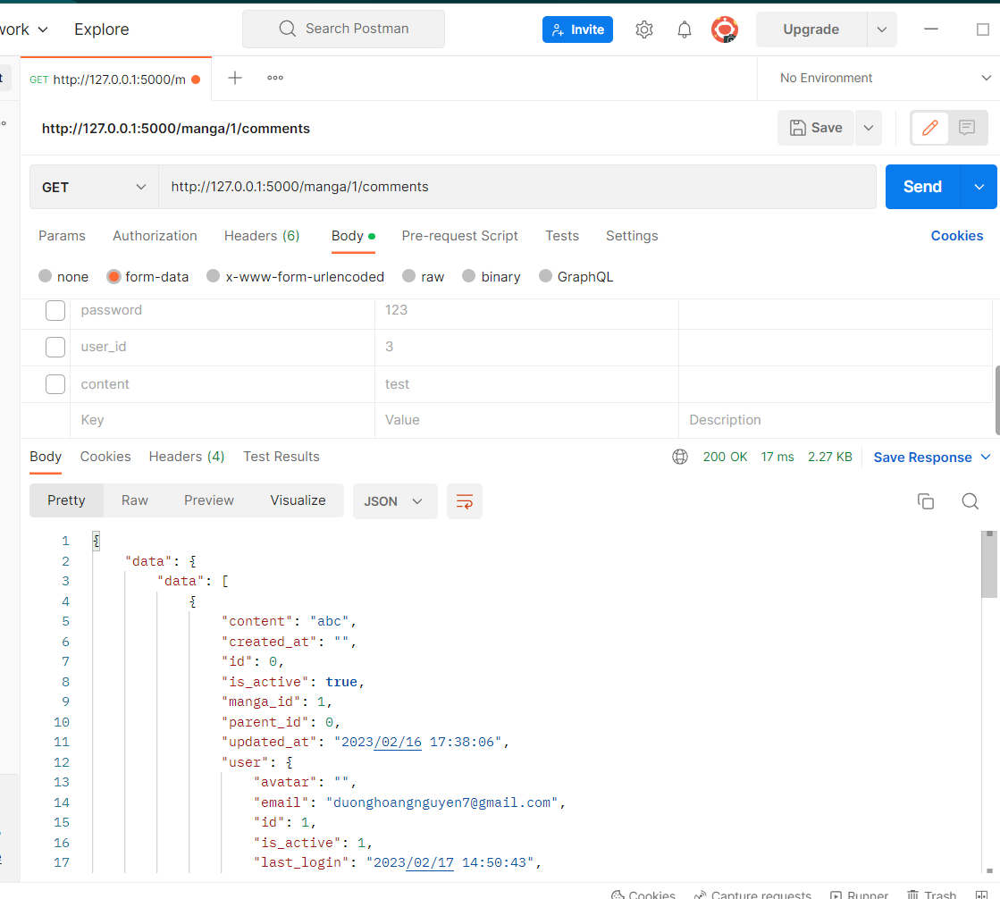 work Explore Search Postman Invite Upgrade
GET http://127.0.0.1:5000/m No Environment
http://127.0.0.1:5000/manga/1/comments Save
GET http://127.0.0.1:5000/manga/1/comments Send
Params Authorization Headers (6) Body Pre-request Script Tests Settings Cookies
none form-data x-www-form-urlencoded raw binary GraphQL
password 123
user_id 3
content test
Key Value Description
Body Cookies Headers (4) Test Results 200 OK 17 ms 2.27 KB Save Response
Pretty Raw Preview Visualize JSON
1 {
2 "data": {
3 "data": [
4 {
5 "content": "abc",
6 "created_at": "",
7 "id": 0,
8 "is_active": true,
9 "manga_id": 1,
10 "parent_id": 0,
11 "updated_at": "2023/02/16 17:38:06",
12 "user": {
13 "avatar": "",
14 "email": "duonghoangnguyen7@gmail.com",
15 "id": 1,
16 "is_active": 1,
17 "last_login": "2023/02/17 14:50:43",
Cookies Capture requests Runner Trash